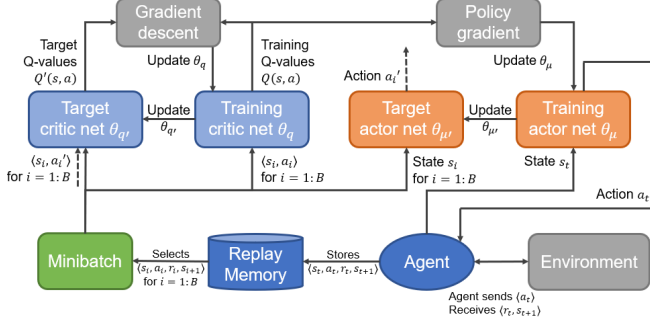 Gradient
descent
Policy
gradient
Target
Q-values
Q′(s, a)
Update θq
Training
Q-values
Q(s, a)
Action aᵢ′
Update θμ
Target
critic net θq′
Update
θq′
Training
critic net θq
Target
actor net θμ′
Update
θμ′
Training
actor net θμ
⟨sᵢ, aᵢ′⟩
for i = 1: B
⟨sᵢ, aᵢ⟩
for i = 1: B
State sᵢ
for i = 1: B
State sₜ
Action aₜ
Minibatch
Selects
⟨sᵢ, aᵢ, rᵢ, sᵢ₊₁⟩
for i = 1: B
Replay
Memory
Stores
⟨sₜ, aₜ, rₜ, sₜ₊₁⟩
Agent
Environment
Agent sends ⟨aₜ⟩
Receives ⟨rₜ, sₜ₊₁⟩